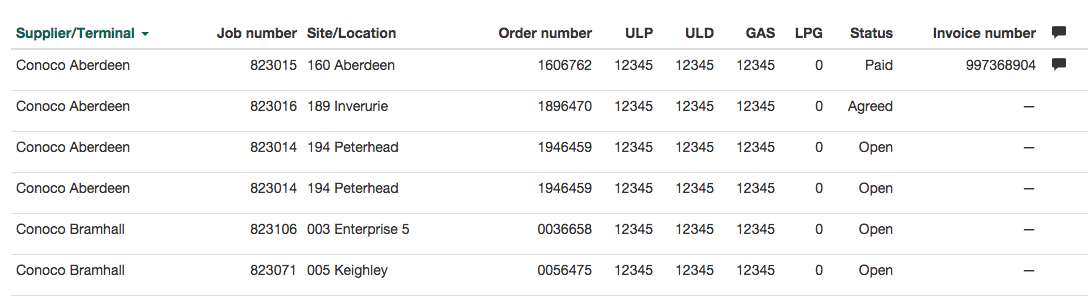 Supplier/Terminal Job number Site/Location Order number ULP ULD GAS LPG Status Invoice number
Conoco Aberdeen 823015 160 Aberdeen 1606762 12345 12345 12345 0 Paid 997368904
Conoco Aberdeen 823016 189 Inverurie 1896470 12345 12345 12345 0 Agreed —
Conoco Aberdeen 823014 194 Peterhead 1946459 12345 12345 12345 0 Open —
Conoco Aberdeen 823014 194 Peterhead 1946459 12345 12345 12345 0 Open —
Conoco Bramhall 823106 003 Enterprise 5 0036658 12345 12345 12345 0 Open —
Conoco Bramhall 823071 005 Keighley 0056475 12345 12345 12345 0 Open —